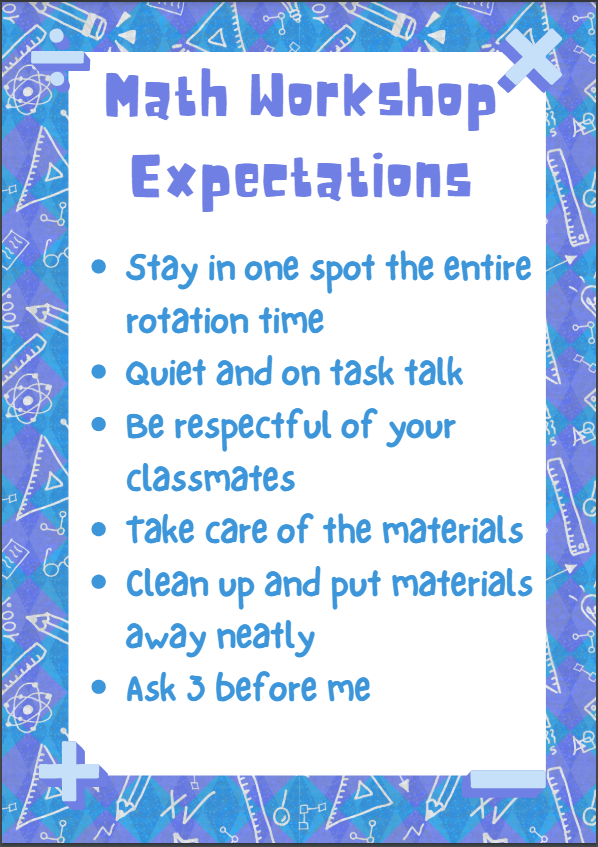 Math Workshop
Expectations
• Stay in one spot the entire
rotation time
• Quiet and on task talk
• Be respectful of your
classmates
• Take care of the materials
• Clean up and put materials
away neatly
• Ask 3 before me